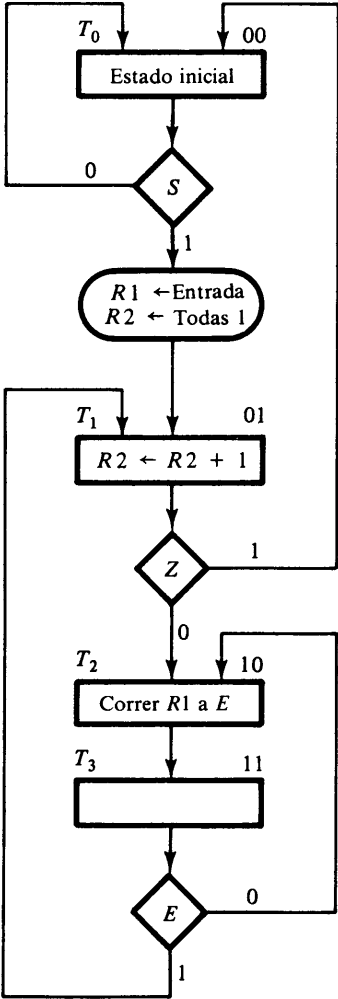 T₀ 00
Estado inicial
0
S
1
R1 ← Entrada
R2 ← Todas 1
T₁ 01
R2 ← R2 + 1
Z
1
0
T₂ 10
Correr R1 a E
T₃ 11
E
0
1